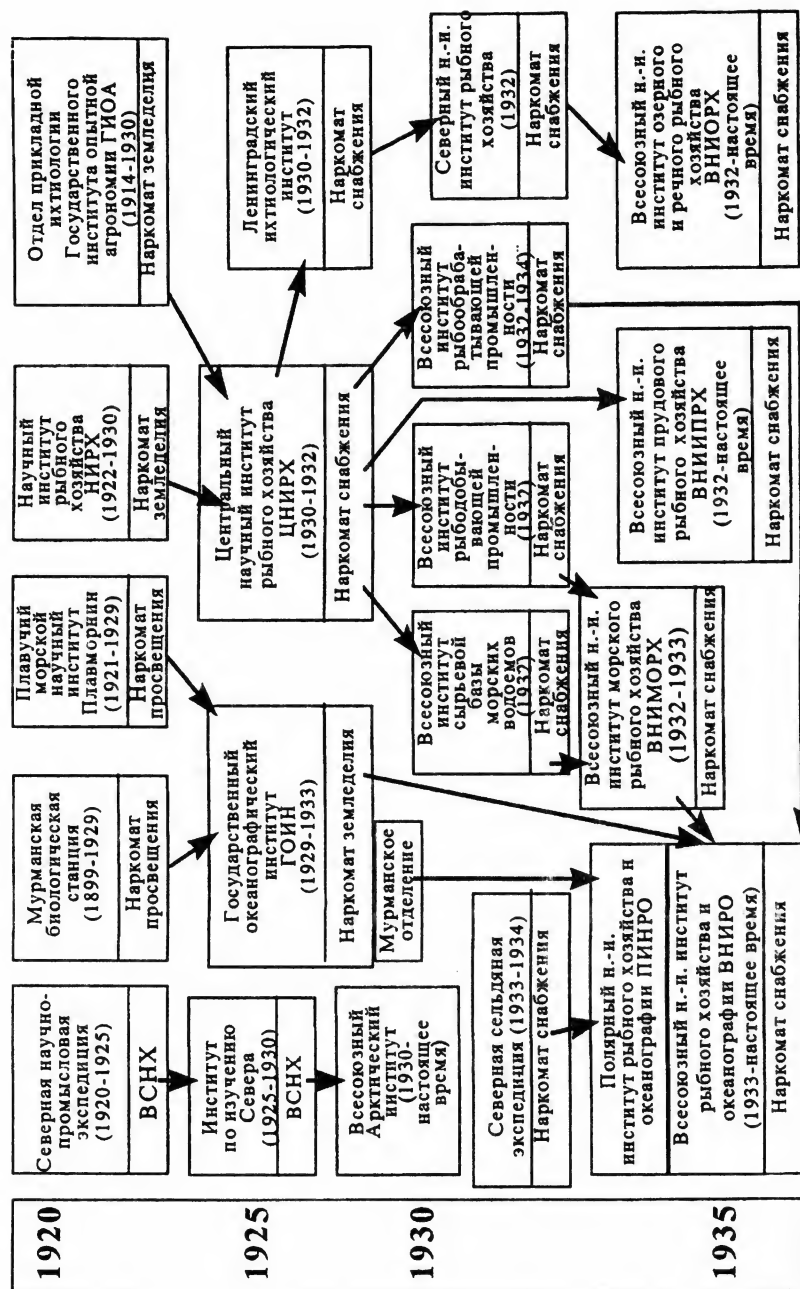 1920
1925
1930
1935
Северная научно-
промысловая
экспедиция
(1920-1925)
ВСНХ
Мурманская
биологическая
станция
(1899-1929)
Наркомат
просвещения
Плавучий
морской
научный
институт
Плавморнин
(1921-1929)
Наркомат
просвещения
Научный
институт
рыбного
хозяйства
НИРХ
(1922-1930)
Наркомат
земледелия
Отдел прикладной
ихтиологии
Государственного
института опытной
агрономии ГИОА
(1914-1930)
Наркомат земледелия
Институт
по изучению
Севера
(1925-1930)
ВСНХ
Государственный
океанографический
институт
ГОИН
(1929-1933)
Наркомат земледелия
Мурманское
отделение
Центральный
научный институт
рыбного хозяйства
ЦНИРХ
(1930-1932)
Наркомат снабжения
Ленинградский
ихтиологический
институт
(1930-1932)
Наркомат
снабжения
Всесоюзный
Арктический
институт
(1930-
настоящее
время)
Всесоюзный
институт
сырьевой
базы
морских
водоемов
(1932)
Наркомат
снабжения
Всесоюзный
институт
рыбодобы-
вающей
промышлен-
ности
(1932)
Наркомат
снабжения
Всесоюзный
институт
рыбообраба-
тывающей
промышлен-
ности
(1932-1934)
Наркомат
снабжения
Северный н.-и.
институт рыбного
хозяйства
(1932)
Наркомат
снабжения
Северная сельдяная
экспедиция (1933-1934)
Наркомат снабжения
Всесоюзный н.-и.
институт морского
рыбного хозяйства
ВНИМОРХ
(1932-1933)
Наркомат снабжения
Полярный н.-и.
институт рыбного хозяйства и
океанографии ПИНРО
Всесоюзный н.-и. институт
рыбного хозяйства и
океанографии ВНИРО
(1933-настоящее время)
Наркомат снабжения
Всесоюзный н.-и.
институт прудового
рыбного хозяйства
ВНИИПРХ
(1932-настоящее
время)
Наркомат снабжения
Всесоюзный н.-и.
институт озерного
и речного рыбного
хозяйства
ВНИОРХ
(1932-настоящее
время)
Наркомат снабжения